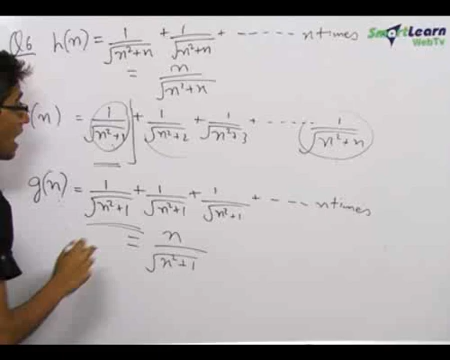 Q6 h(n) = 1/√(n²+n) + 1/√(n²+n) + ------ n times
= n/√(n²+n)
(n) = 1/√(n²+1) + 1/√(n²+2) + 1/√(n²+3) + ------ 1/√(n²+n)
g(n) = 1/√(n²+1) + 1/√(n²+1) + 1/√(n²+1) + - --- n times
= n/√(n²+1)
SmartLearn
WebTv